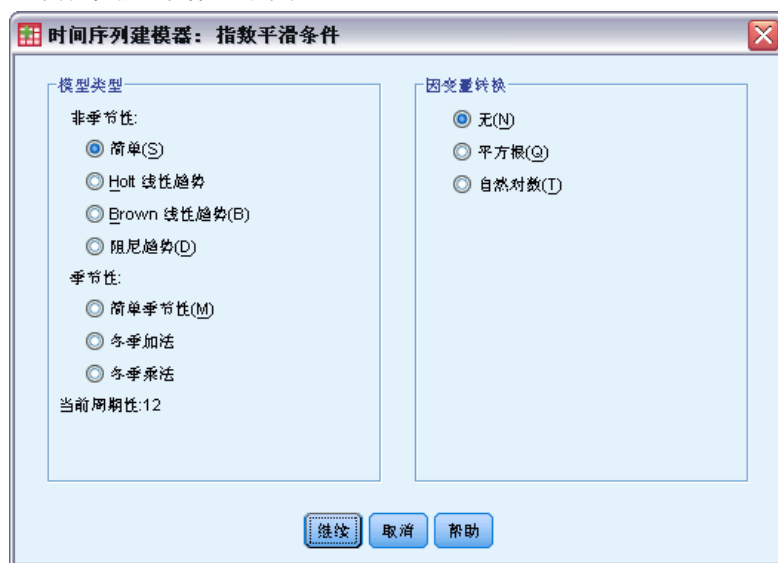 时间序列建模器: 指数平滑条件
模型类型
非季节性:
简单(S)
Holt 线性趋势
Brown 线性趋势(B)
阻尼趋势(D)
季节性:
简单季节性(M)
冬季加法
冬季乘法
当前周期性:12
因变量转换
无(N)
平方根(Q)
自然对数(T)
继续
取消
帮助